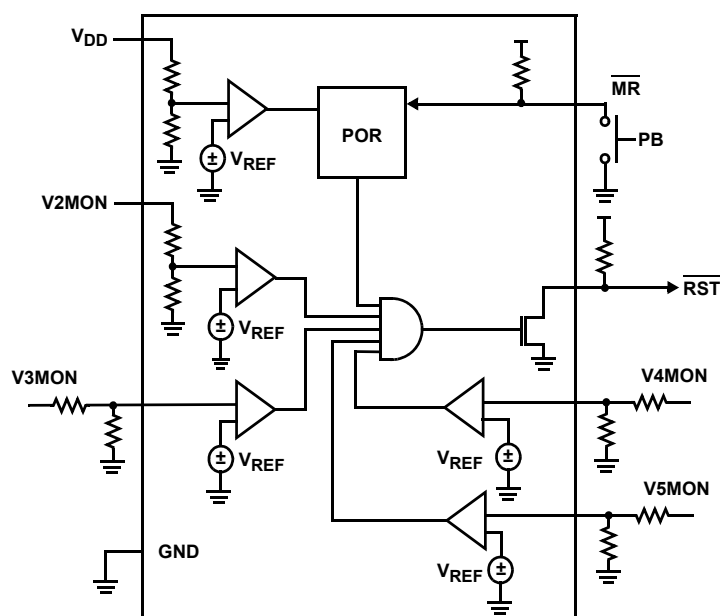 VDD
MR
POR
PB
VREF
V2MON
VREF
RST
V3MON
V4MON
VREF
VREF
V5MON
GND
VREF